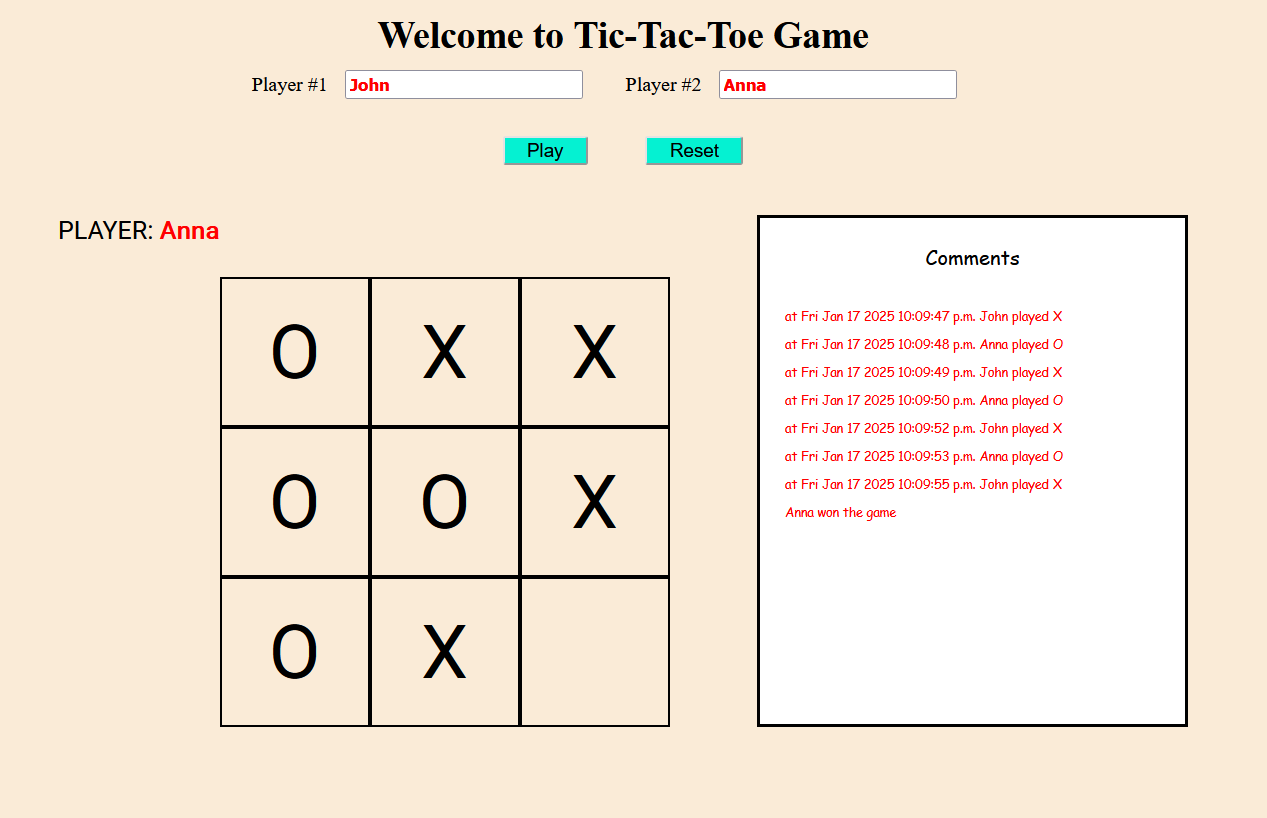 Welcome to Tic-Tac-Toe Game
Player #1 John Player #2 Anna
Play Reset
PLAYER: Anna
O X X
O O X
O X
Comments
at Fri Jan 17 2025 10:09:47 p.m. John played X
at Fri Jan 17 2025 10:09:48 p.m. Anna played O
at Fri Jan 17 2025 10:09:49 p.m. John played X
at Fri Jan 17 2025 10:09:50 p.m. Anna played O
at Fri Jan 17 2025 10:09:52 p.m. John played X
at Fri Jan 17 2025 10:09:53 p.m. Anna played O
at Fri Jan 17 2025 10:09:55 p.m. John played X
Anna won the game